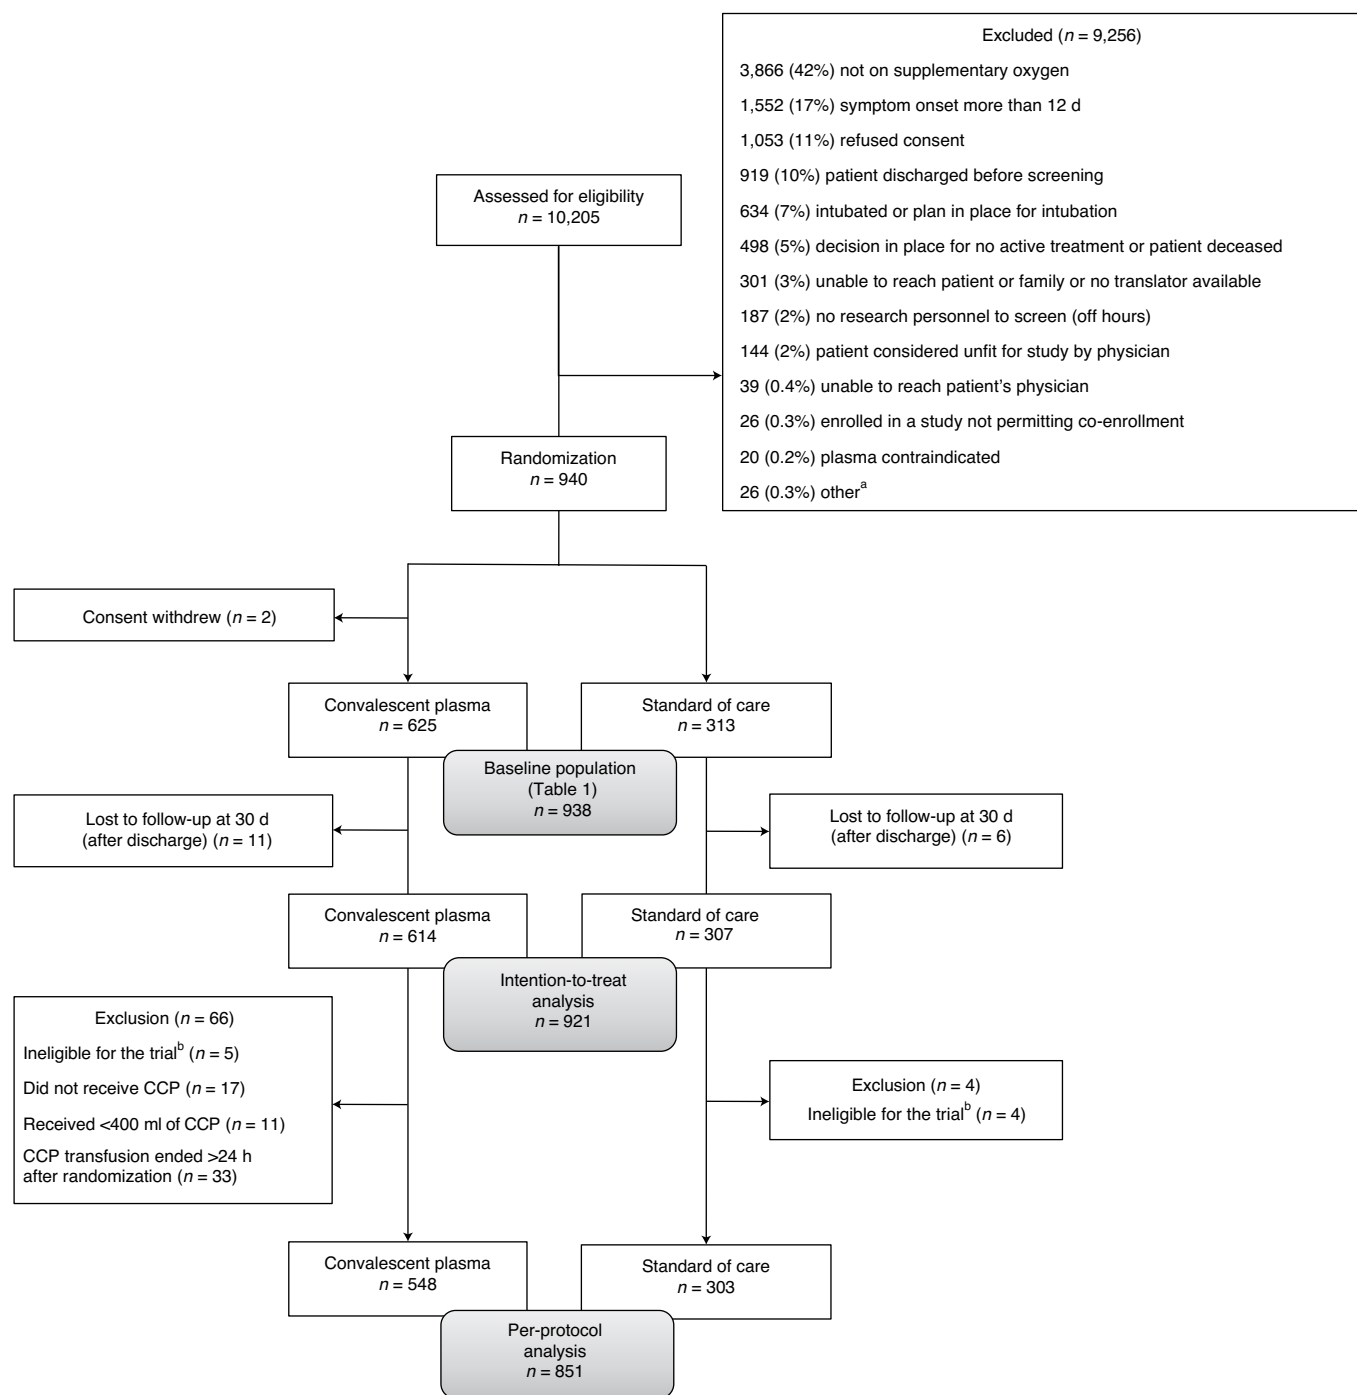 Excluded (n = 9,256)
3,866 (42%) not on supplementary oxygen
1,552 (17%) symptom onset more than 12 d
1,053 (11%) refused consent
919 (10%) patient discharged before screening
634 (7%) intubated or plan in place for intubation
498 (5%) decision in place for no active treatment or patient deceased
301 (3%) unable to reach patient or family or no translator available
187 (2%) no research personnel to screen (off hours)
144 (2%) patient considered unfit for study by physician
39 (0.4%) unable to reach patient's physician
26 (0.3%) enrolled in a study not permitting co-enrollment
20 (0.2%) plasma contraindicated
26 (0.3%) other^a
Assessed for eligibility
n = 10,205
Randomization
n = 940
Consent withdrew (n = 2)
Convalescent plasma
n = 625
Standard of care
n = 313
Baseline population
(Table 1)
n = 938
Lost to follow-up at 30 d
(after discharge) (n = 11)
Lost to follow-up at 30 d
(after discharge) (n = 6)
Convalescent plasma
n = 614
Standard of care
n = 307
Intention-to-treat
analysis
n = 921
Exclusion (n = 66)
Ineligible for the trial^b (n = 5)
Did not receive CCP (n = 17)
Received <400 ml of CCP (n = 11)
CCP transfusion ended >24 h
after randomization (n = 33)
Exclusion (n = 4)
Ineligible for the trial^b (n = 4)
Convalescent plasma
n = 548
Standard of care
n = 303
Per-protocol
analysis
n = 851